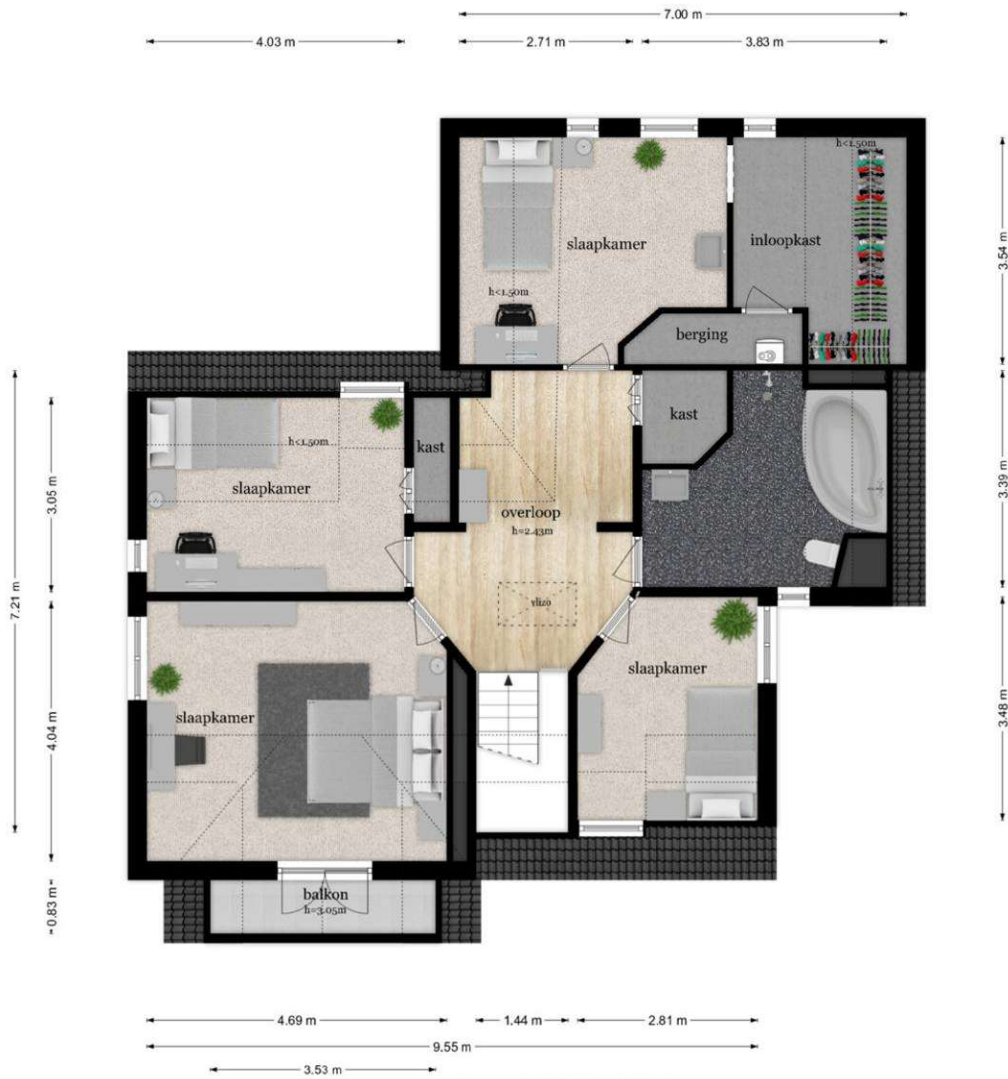 7.00 m
4.03 m
2.71 m
3.83 m
h<1.50m
slaapkamer
inloopkast
3.54 m
h<1.50m
berging
kast
kast
h<1.50m
slaapkamer
3.05 m
overloop
h=2.43m
3.39 m
7.21 m
vlizo
slaapkamer
slaapkamer
4.04 m
3.48 m
balkon
h=3.05m
0.83 m
4.69 m
1.44 m
2.81 m
9.55 m
3.53 m